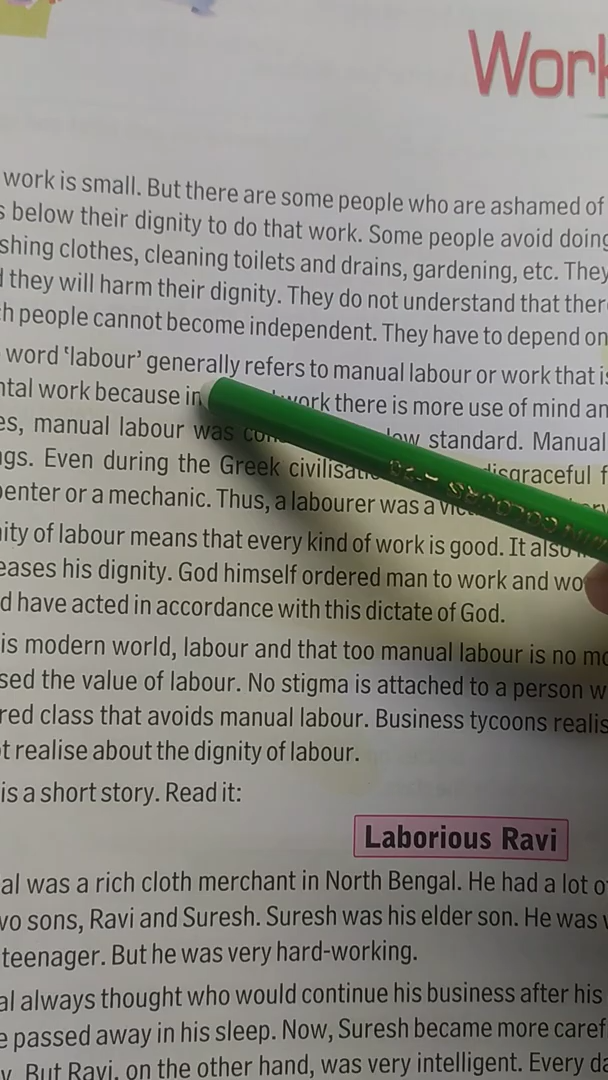 Work
work is small. But there are some people who are ashamed of
below their dignity to do that work. Some people avoid doing
shing clothes, cleaning toilets and drains, gardening, etc. They
they will harm their dignity. They do not understand that ther
h people cannot become independent. They have to depend on
word 'labour' generally refers to manual labour or work that is
ntal work because in work there is more use of mind an
es, manual labour was low standard. Manual
ngs. Even during the Greek civilisati disgraceful f
penter or a mechanic. Thus, a labourer was a
nity of labour means that every kind of work is good. It also
eases his dignity. God himself ordered man to work and wo
d have acted in accordance with this dictate of God.
is modern world, labour and that too manual labour is no mo
sed the value of labour. No stigma is attached to a person w
red class that avoids manual labour. Business tycoons realis
t realise about the dignity of labour.
is a short story. Read it:
Laborious Ravi
al was a rich cloth merchant in North Bengal. He had a lot o
wo sons, Ravi and Suresh. Suresh was his elder son. He was
teenager. But he was very hard-working.
al always thought who would continue his business after his
e passed away in his sleep. Now, Suresh became more caref
y. But Ravi, on the other hand, was very intelligent. Every da